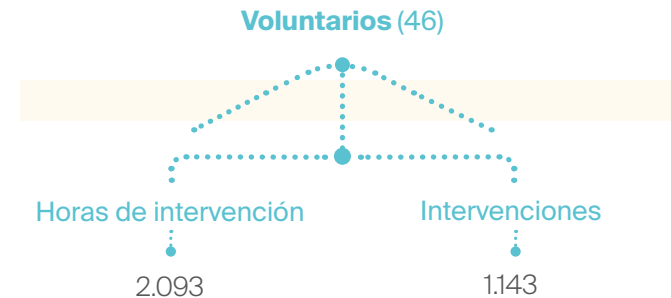 Voluntarios (46)
Horas de intervención
Intervenciones
2.093
1.143